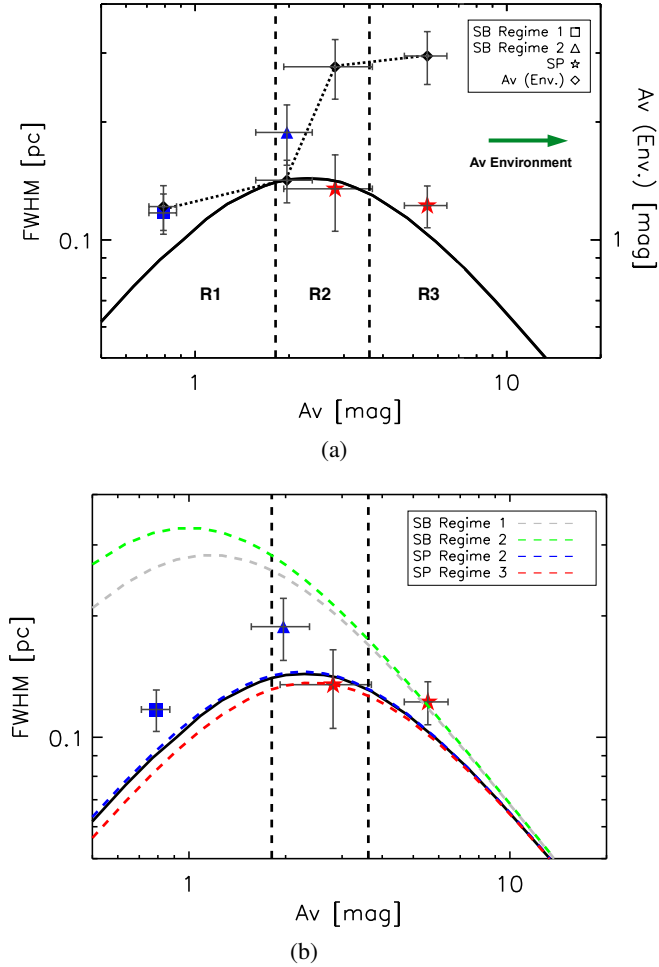 SB Regime 1
SB Regime 2
SP
Av (Env.)
Av Environment
FWHM [pc]
0.1
Av (Env.) [mag]
1
R1 R2 R3
1 10
Av [mag]
(a)
SB Regime 1
SB Regime 2
SP Regime 2
SP Regime 3
FWHM [pc]
0.1
1 10
Av [mag]
(b)